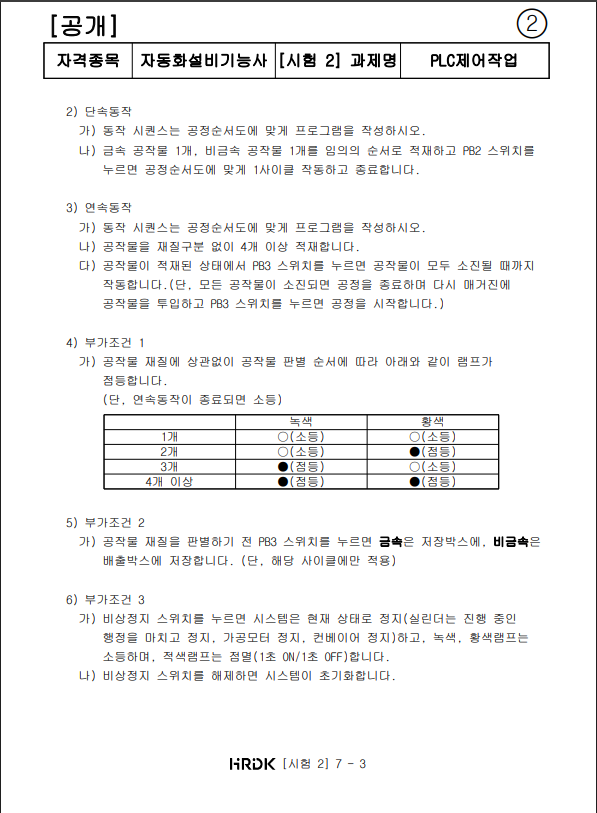 [공개]
②
자격종목 자동화설비기능사 [시험 2] 과제명 PLC제어작업
2) 단속동작
가) 동작 시퀀스는 공정순서도에 맞게 프로그램을 작성하시오.
나) 금속 공작물 1개, 비금속 공작물 1개를 임의의 순서로 적재하고 PB2 스위치를
누르면 공정순서도에 맞게 1사이클 작동하고 종료합니다.
3) 연속동작
가) 동작 시퀀스는 공정순서도에 맞게 프로그램을 작성하시오.
나) 공작물을 재질구분 없이 4개 이상 적재합니다.
다) 공작물이 적재된 상태에서 PB3 스위치를 누르면 공작물이 모두 소진될 때까지
작동합니다.(단, 모든 공작물이 소진되면 공정을 종료하며 다시 매거진에
공작물을 투입하고 PB3 스위치를 누르면 공정을 시작합니다.)
4) 부가조건 1
가) 공작물 재질에 상관없이 공작물 판별 순서에 따라 아래와 같이 램프가
점등합니다.
(단, 연속동작이 종료되면 소등)
녹색 황색
1개 ○(소등) ○(소등)
2개 ○(소등) ●(점등)
3개 ●(점등) ○(소등)
4개 이상 ●(점등) ●(점등)
5) 부가조건 2
가) 공작물 재질을 판별하기 전 PB3 스위치를 누르면 금속은 저장박스에, 비금속은
배출박스에 저장합니다. (단, 해당 사이클에만 적용)
6) 부가조건 3
가) 비상정지 스위치를 누르면 시스템은 현재 상태로 정지(실린더는 진행 중인
행정을 마치고 정지, 가공모터 정지, 컨베이어 정지)하고, 녹색, 황색램프는
소등하며, 적색램프는 점멸(1초 ON/1초 OFF)합니다.
나) 비상정지 스위치를 해제하면 시스템이 초기화합니다.
HRDK [시험 2] 7 - 3